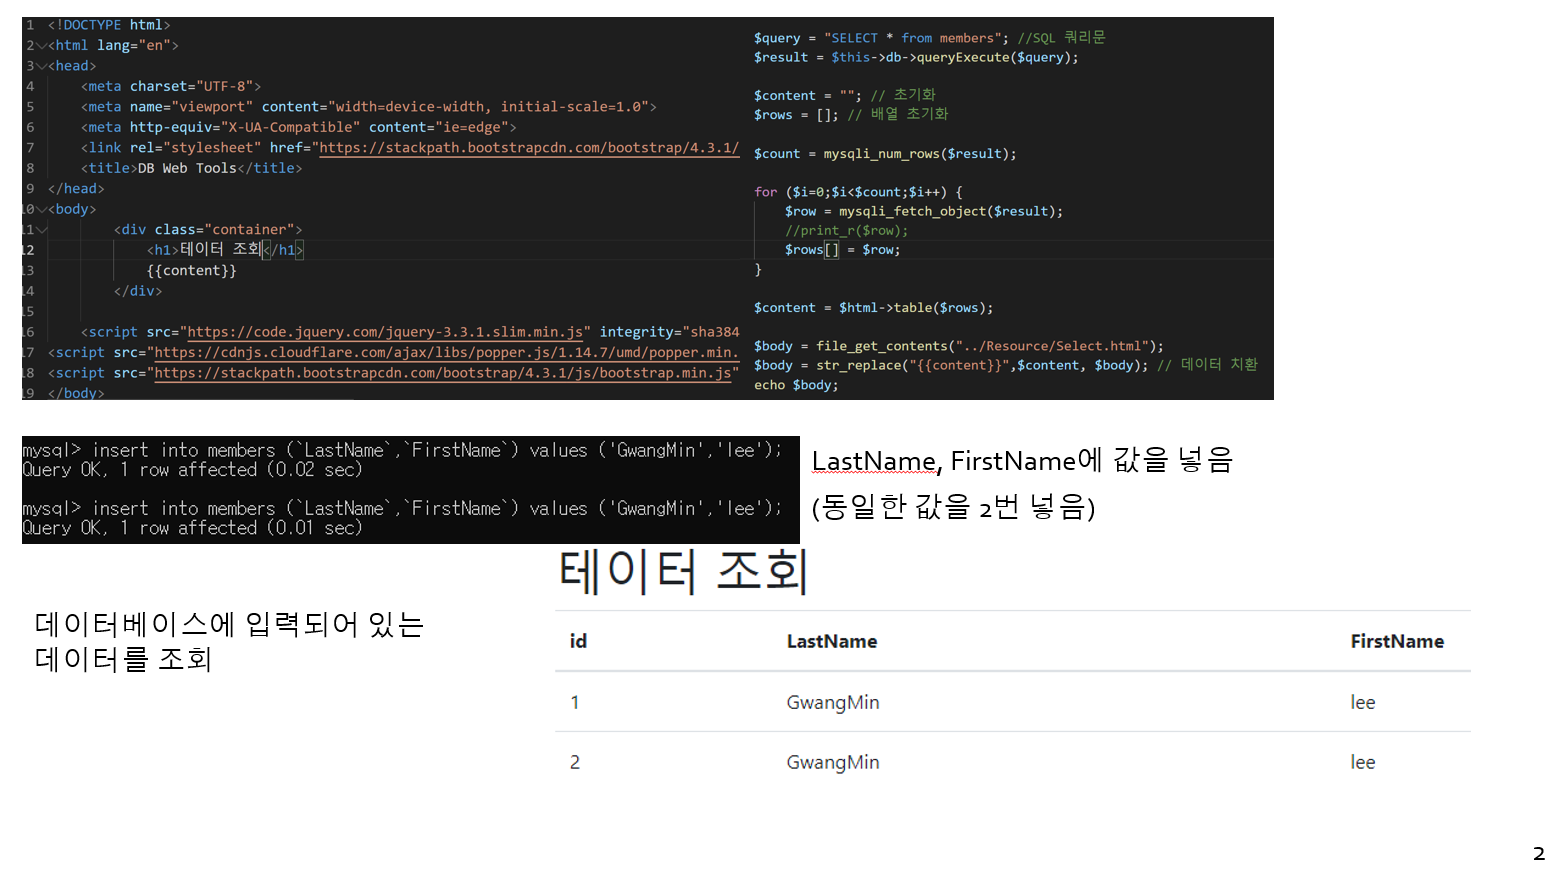 1 <!DOCTYPE html>
2 <html lang="en">
3 <head>
4 <meta charset="UTF-8">
5 <meta name="viewport" content="width=device-width, initial-scale=1.0">
6 <meta http-equiv="X-UA-Compatible" content="ie=edge">
7 <link rel="stylesheet" href="https://stackpath.bootstrapcdn.com/bootstrap/4.3.1/
8 <title>DB Web Tools</title>
9 </head>
10 <body>
11 <div class="container">
12 <h1>테이터 조회</h1>
13 {{content}}
14 </div>
15
16 <script src="https://code.jquery.com/jquery-3.3.1.slim.min.js" integrity="sha384
17 <script src="https://cdnjs.cloudflare.com/ajax/libs/popper.js/1.14.7/umd/popper.min.
18 <script src="https://stackpath.bootstrapcdn.com/bootstrap/4.3.1/js/bootstrap.min.js"
19 </body>
$query = "SELECT * from members"; //SQL 쿼리문
$result = $this->db->queryExecute($query);
$content = ""; // 초기화
$rows = []; // 배열 초기화
$count = mysqli_num_rows($result);
for ($i=0;$i<$count;$i++) {
$row = mysqli_fetch_object($result);
//print_r($row);
$rows[] = $row;
}
$content = $html->table($rows);
$body = file_get_contents("../Resource/Select.html");
$body = str_replace("{{content}}",$content, $body); // 데이터 치환
echo $body;
mysql> insert into members (`LastName`,`FirstName`) values ('GwangMin','lee');
Query OK, 1 row affected (0.02 sec)
mysql> insert into members (`LastName`,`FirstName`) values ('GwangMin','lee');
Query OK, 1 row affected (0.01 sec)
LastName, FirstName에 값을 넣음
(동일한 값을 2번 넣음)
데이터베이스에 입력되어 있는
데이터를 조회
테이터 조회
id LastName FirstName
1 GwangMin lee
2 GwangMin lee
2